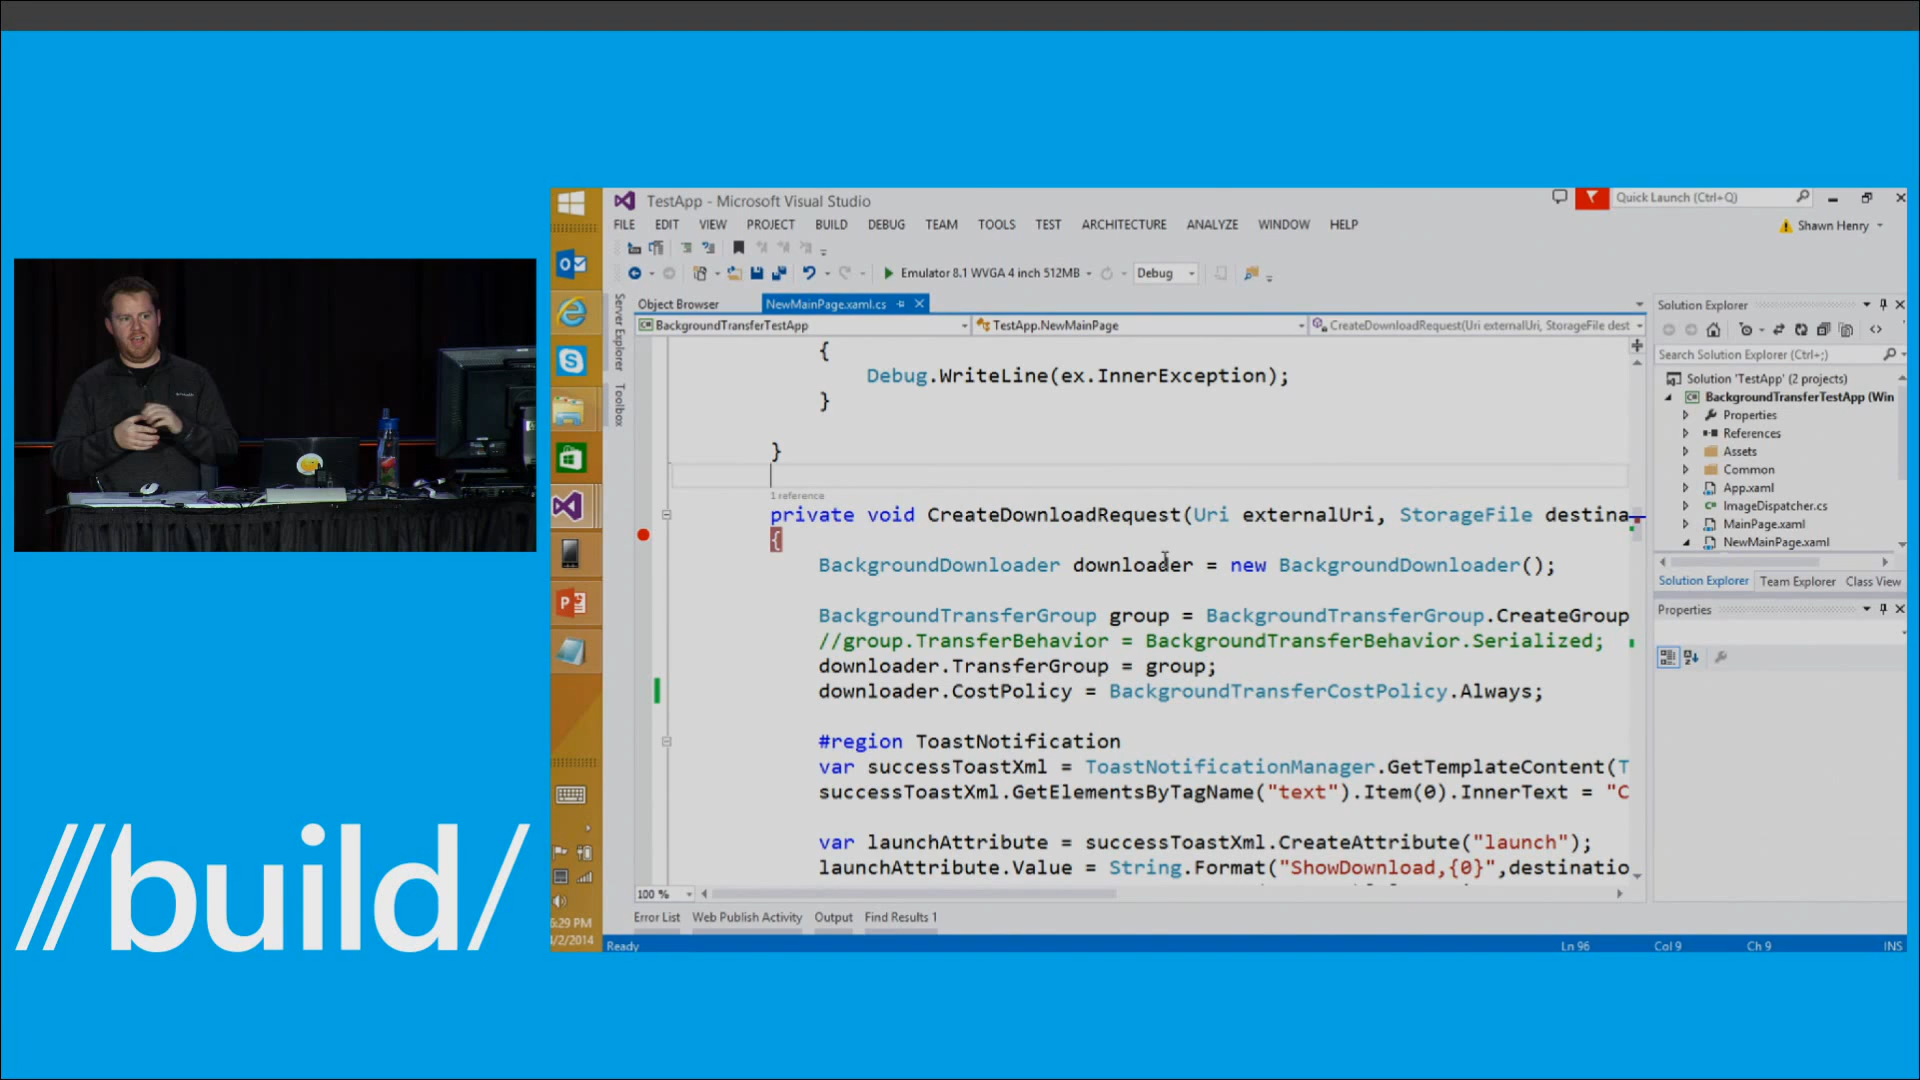 TestApp - Microsoft Visual Studio
Quick Launch (Ctrl+Q)
FILE EDIT VIEW PROJECT BUILD DEBUG TEAM TOOLS TEST ARCHITECTURE ANALYZE WINDOW HELP
Shawn Henry
Emulator 8.1 WVGA 4 inch 512MB
Debug
Server Explorer
Toolbox
Object Browser
NewMainPage.xaml.cs
BackgroundTransferTestApp
TestApp.NewMainPage
CreateDownloadRequest(Uri externalUri, StorageFile dest
{
Debug.WriteLine(ex.InnerException);
}
}
1 reference
private void CreateDownloadRequest(Uri externalUri, StorageFile destina
{
BackgroundDownloader downloader = new BackgroundDownloader();
BackgroundTransferGroup group = BackgroundTransferGroup.CreateGroup
//group.TransferBehavior = BackgroundTransferBehavior.Serialized;
downloader.TransferGroup = group;
downloader.CostPolicy = BackgroundTransferCostPolicy.Always;
#region ToastNotification
var successToastXml = ToastNotificationManager.GetTemplateContent(T
successToastXml.GetElementsByTagName("text").Item(0).InnerText = "C
var launchAttribute = successToastXml.CreateAttribute("launch");
launchAttribute.Value = String.Format("ShowDownload,{0}",destinatio
100 %
Error List Web Publish Activity Output Find Results 1
Ready
Ln 96
Col 9
Ch 9
INS
Solution Explorer
Search Solution Explorer (Ctrl+;)
Solution 'TestApp' (2 projects)
BackgroundTransferTestApp (Win
Properties
References
Assets
Common
App.xaml
ImageDispatcher.cs
MainPage.xaml
NewMainPage.xaml
Solution Explorer Team Explorer Class View
Properties
6:29 PM
4/2/2014
//build/